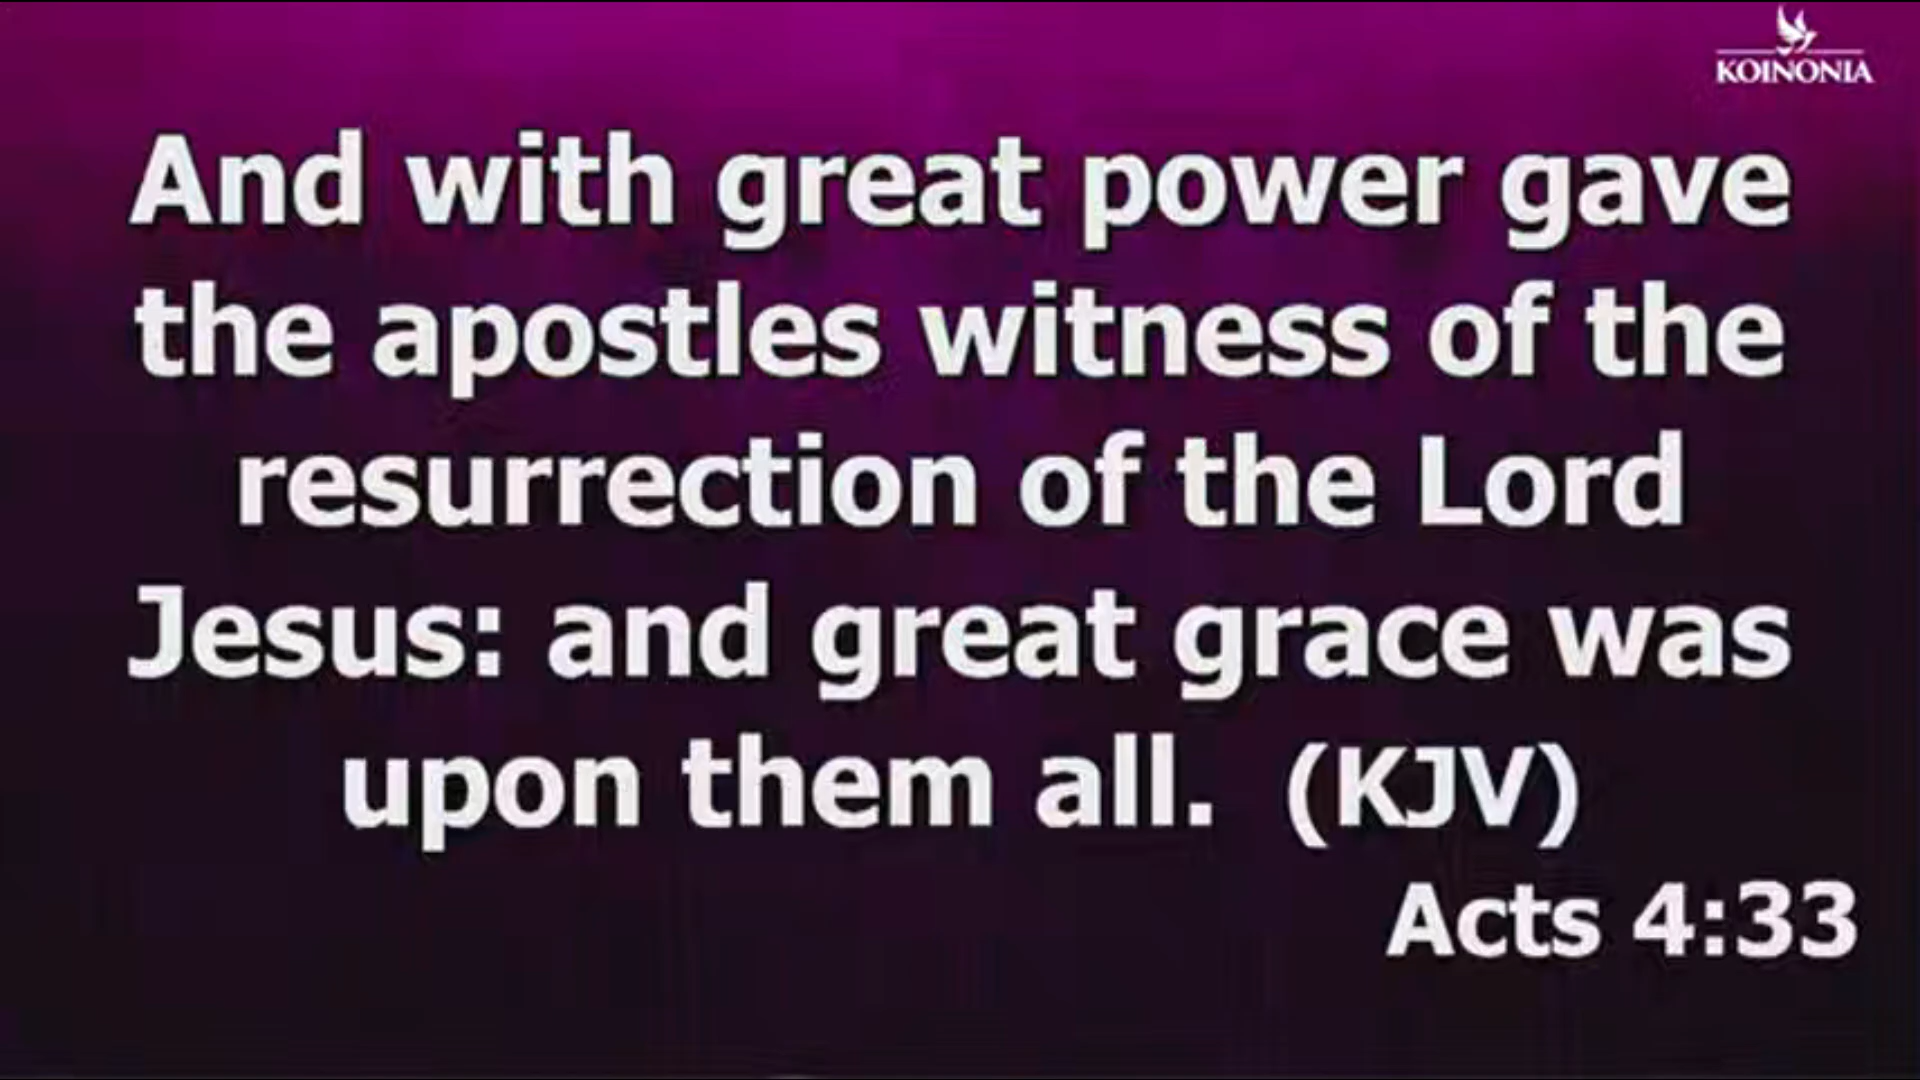 KOINONIA
And with great power gave
the apostles witness of the
resurrection of the Lord
Jesus: and great grace was
upon them all. (KJV)
Acts 4:33